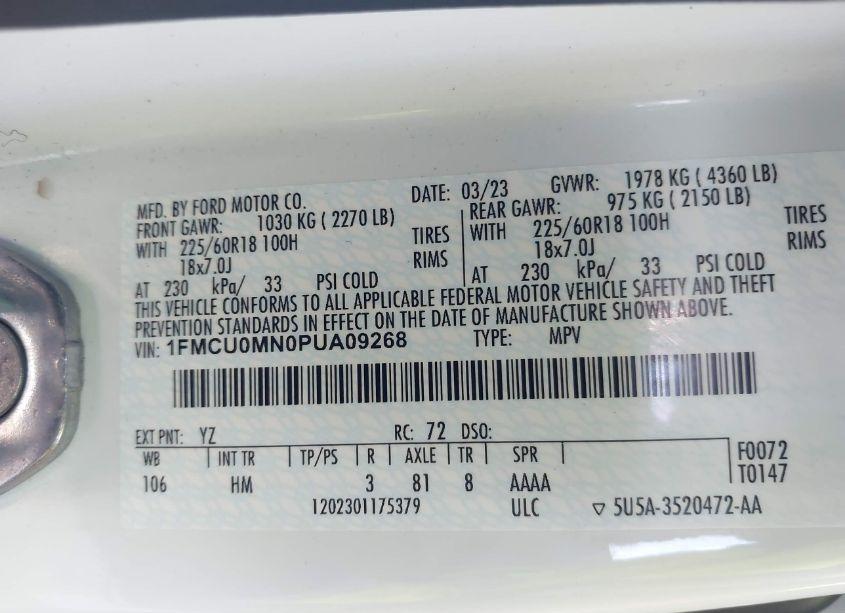 MFD. BY FORD MOTOR CO. DATE: 03/23 GVWR: 1978 KG ( 4360 LB)
FRONT GAWR: 1030 KG ( 2270 LB) REAR GAWR: 975 KG ( 2150 LB)
WITH 225/60R18 100H TIRES WITH 225/60R18 100H TIRES
18x7.0J RIMS 18x7.0J RIMS
AT 230 kPa/ 33 PSI COLD AT 230 kPa/ 33 PSI COLD
THIS VEHICLE CONFORMS TO ALL APPLICABLE FEDERAL MOTOR VEHICLE SAFETY AND THEFT
PREVENTION STANDARDS IN EFFECT ON THE DATE OF MANUFACTURE SHOWN ABOVE.
VIN: 1FMCU0MN0PUA09268 TYPE: MPV
EXT PNT: YZ RC: 72 DSO:
WB INT TR TP/PS R AXLE TR SPR F0072
106 HM 3 81 8 AAAA T0147
1202301175379 ULC ▽ 5U5A-3520472-AA